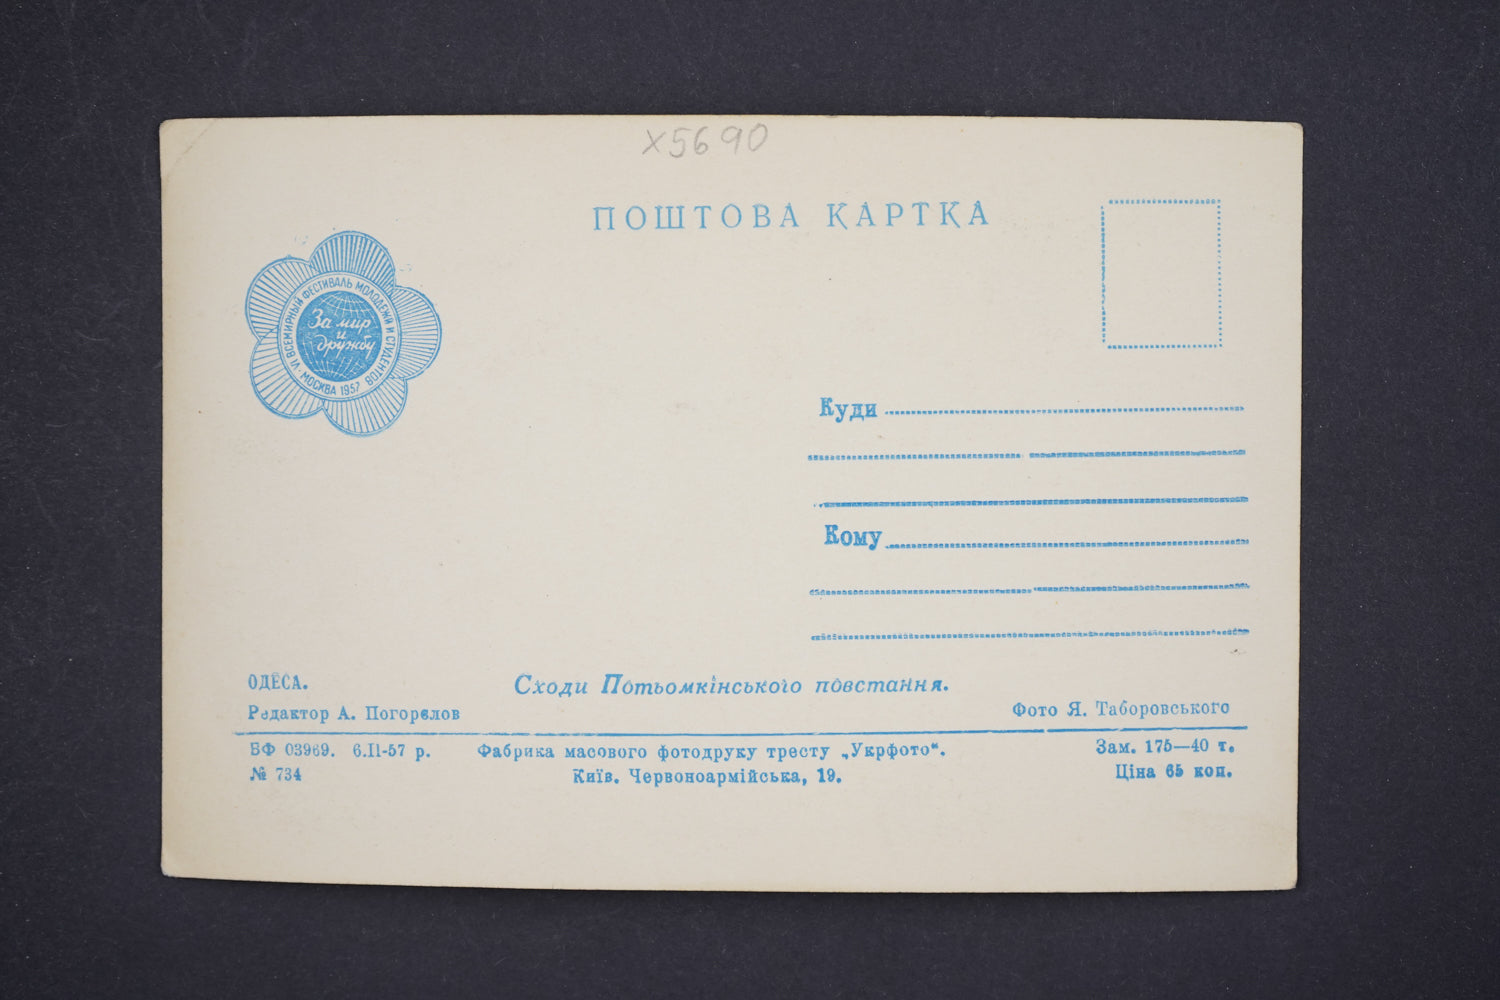 х5690
ПОШТОВА КАРТКА
VI ВСЕМИРНЫЙ ФЕСТИВАЛЬ МОЛОДЕЖИ И СТУДЕНТОВ · МОСКВА 1957
За мир
и
дружбу
Куди
Кому
ОДЕСА.
Сходи Потьомкінського повстання.
Редактор А. Погорєлов
Фото Я. Таборовського
БФ 03969. 6.II-57 р.
Фабрика масового фотодруку тресту „Укрфото“.
Зам. 175—40 т.
№ 734
Київ. Червоноармійська, 19.
Ціна 65 коп.